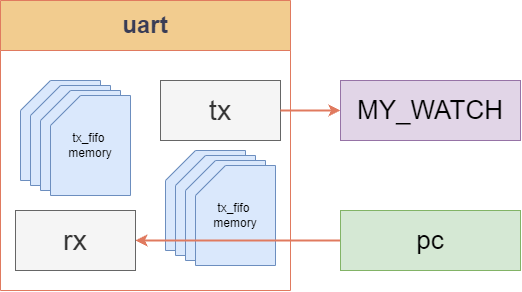 uart
tx_fifo
memory
tx
MY_WATCH
tx_fifo
memory
rx
pc